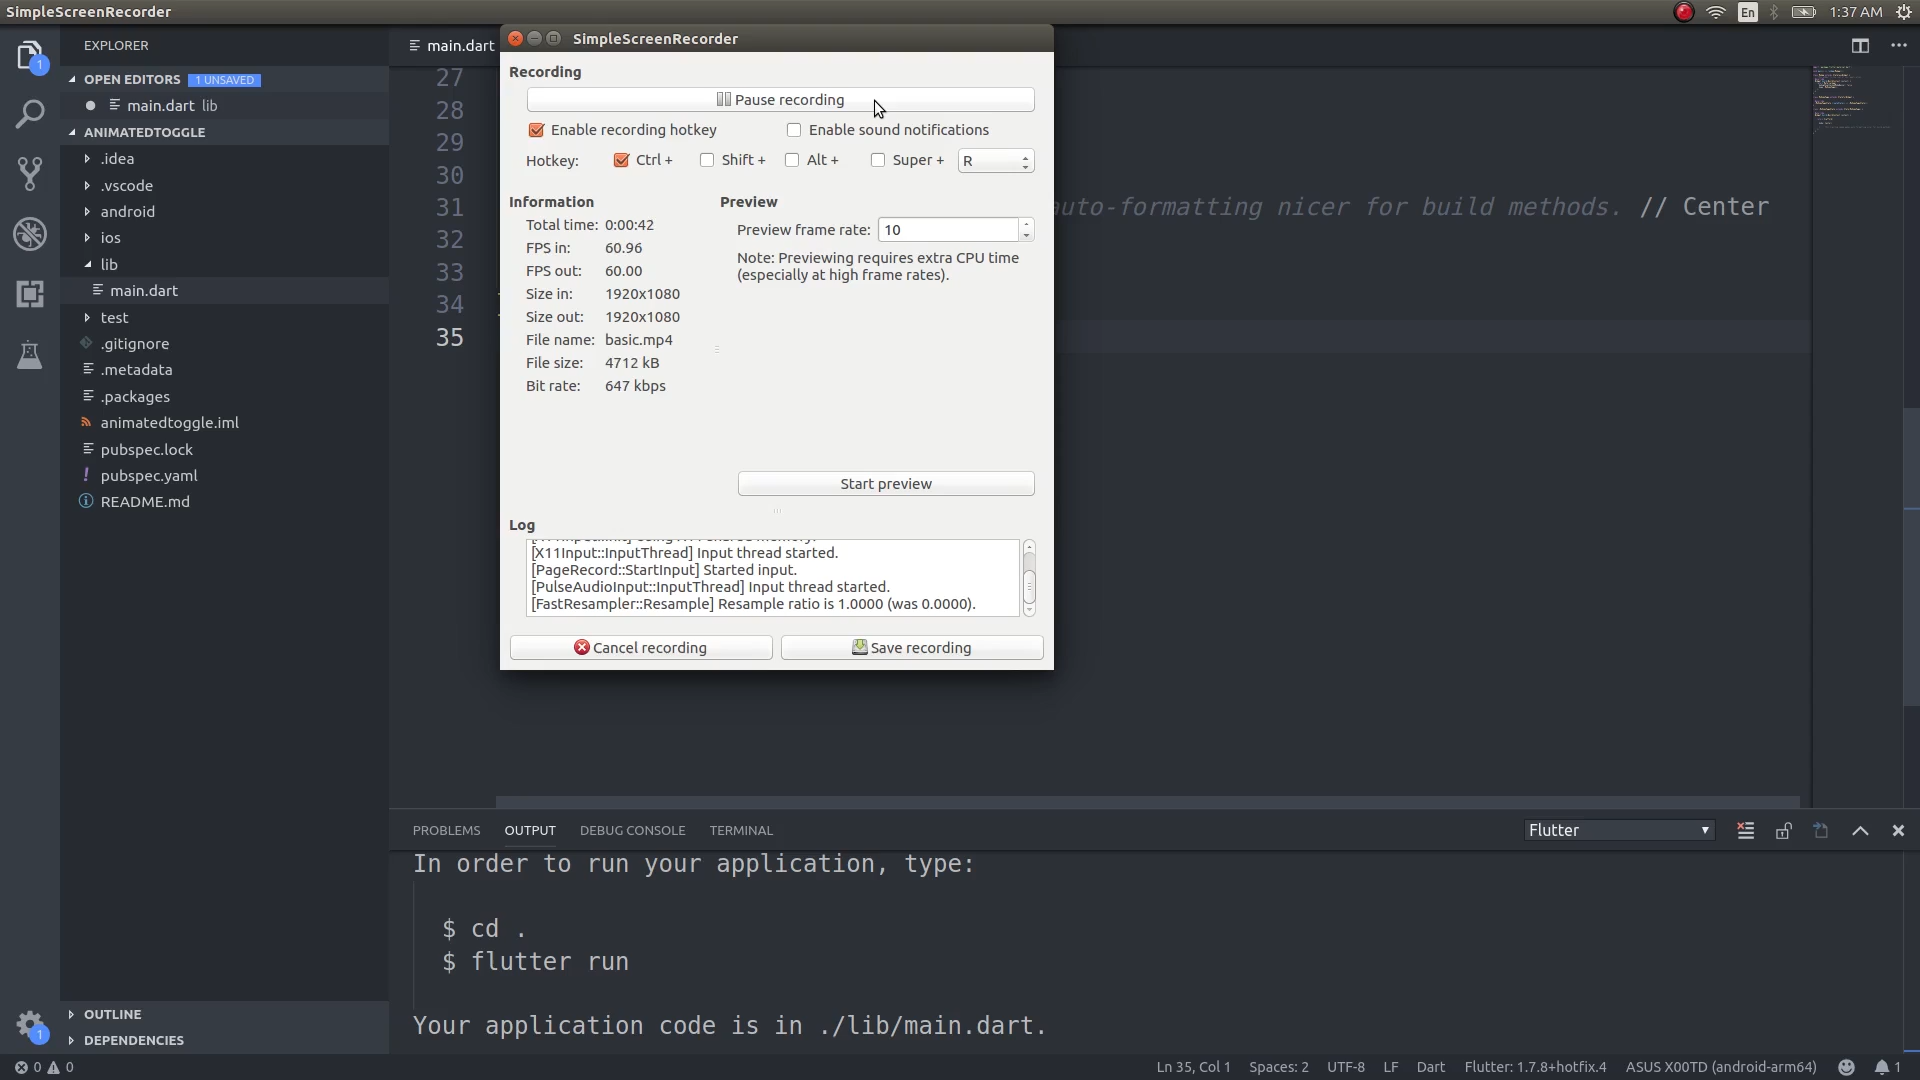 SimpleScreenRecorder
En
1:37 AM
EXPLORER
OPEN EDITORS 1 UNSAVED
main.dart lib
ANIMATEDTOGGLE
.idea
.vscode
android
ios
lib
main.dart
test
.gitignore
.metadata
.packages
animatedtoggle.iml
pubspec.lock
! pubspec.yaml
README.md
OUTLINE
DEPENDENCIES
1
1
main.dart
27
28
29
30
31
32
33
34
35
auto-formatting nicer for build methods. // Center
SimpleScreenRecorder
Recording
Pause recording
Enable recording hotkey
Enable sound notifications
Hotkey: Ctrl + Shift + Alt + Super + R
Information
Total time: 0:00:42
FPS in: 60.96
FPS out: 60.00
Size in: 1920x1080
Size out: 1920x1080
File name: basic.mp4
File size: 4712 kB
Bit rate: 647 kbps
Preview
Preview frame rate: 10
Note: Previewing requires extra CPU time
(especially at high frame rates).
Start preview
Log
[X11Input::InputThread] Input thread started.
[PageRecord::StartInput] Started input.
[PulseAudioInput::InputThread] Input thread started.
[FastResampler::Resample] Resample ratio is 1.0000 (was 0.0000).
Cancel recording
Save recording
PROBLEMS OUTPUT DEBUG CONSOLE TERMINAL
Flutter
In order to run your application, type:
$ cd .
$ flutter run
Your application code is in ./lib/main.dart.
0 0
Ln 35, Col 1 Spaces: 2 UTF-8 LF Dart Flutter: 1.7.8+hotfix.4 ASUS X00TD (android-arm64) 1